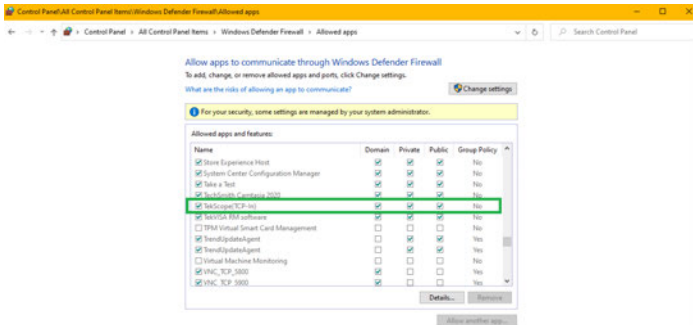 Control Panel\All Control Panel Items\Windows Defender Firewall\Allowed apps
Control Panel > All Control Panel Items > Windows Defender Firewall > Allowed apps
Search Control Panel
Allow apps to communicate through Windows Defender Firewall
To add, change, or remove allowed apps and ports, click Change settings.
What are the risks of allowing an app to communicate?
Change settings
For your security, some settings are managed by your system administrator.
Allowed apps and features:
Name Domain Private Public Group Policy
Store Experience Host No
System Center Configuration Manager No
Take a Test No
TechSmith Camtasia 2020 No
TekScope(TCP-In) No
TekVISA RM software No
TPM Virtual Smart Card Management No
TrendUpdateAgent Yes
TrendUpdateAgent Yes
Virtual Machine Monitoring No
VNC_TCP_5800 Yes
VNC_TCP_5900 Yes
Details... Remove
Allow another app...